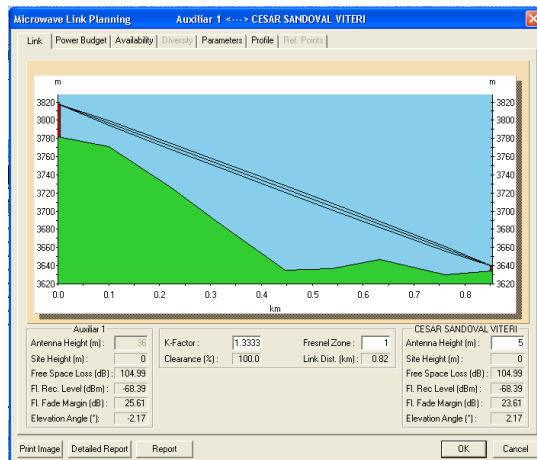 Microwave Link Planning Auxiliar 1 <---> CESAR SANDOVAL VITERI
Link Power Budget Availability Diversity Parameters Profile Ref. Points
m m
3820 3820
3800 3800
3780 3780
3760 3760
3740 3740
3720 3720
3700 3700
3680 3680
3660 3660
3640 3640
3620 3620
0.0 0.1 0.2 0.3 0.4 0.5 0.6 0.7 0.8
km
Auxiliar 1
Antenna Height (m) : 36
Site Height (m) : 0
Free Space Loss (dB) : 104.99
Fl. Rec. Level (dBm) : -68.39
Fl. Fade Margin (dB) : 25.61
Elevation Angle (°): -2.17
K-Factor : 1.3333 Fresnel Zone : 1
Clearance (%) : 100.0 Link Dist. (km) : 0.82
CESAR SANDOVAL VITERI
Antenna Height (m) : 5
Site Height (m) : 0
Free Space Loss (dB) : 104.99
Fl. Rec. Level (dBm) : -68.39
Fl. Fade Margin (dB) : 23.61
Elevation Angle (°): 2.17
Print Image Detailed Report Report OK Cancel